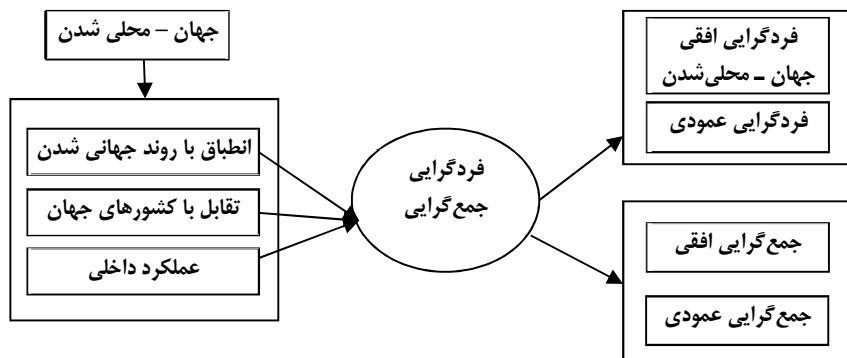 جهان – محلی شدن
انطباق با روند جهانی شدن
تقابل با کشورهای جهان
عملکرد داخلی
فردگرایی
جمع‌گرایی
فردگرایی افقی
جهان – محلی‌شدن
فردگرایی عمودی
جمع‌گرایی افقی
جمع‌گرایی عمودی